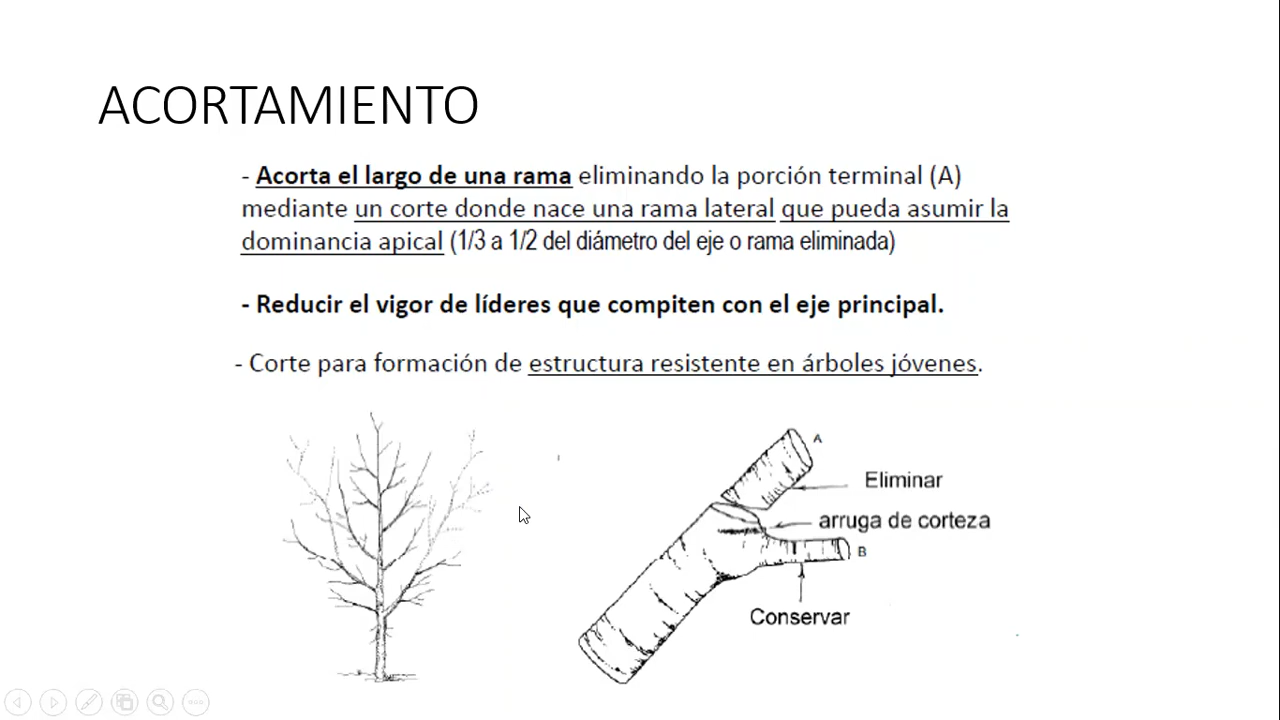 ACORTAMIENTO
- Acorta el largo de una rama eliminando la porción terminal (A)
mediante un corte donde nace una rama lateral que pueda asumir la
dominancia apical (1/3 a 1/2 del diámetro del eje o rama eliminada)
- Reducir el vigor de líderes que compiten con el eje principal.
- Corte para formación de estructura resistente en árboles jóvenes.
A
Eliminar
arruga de corteza
B
Conservar